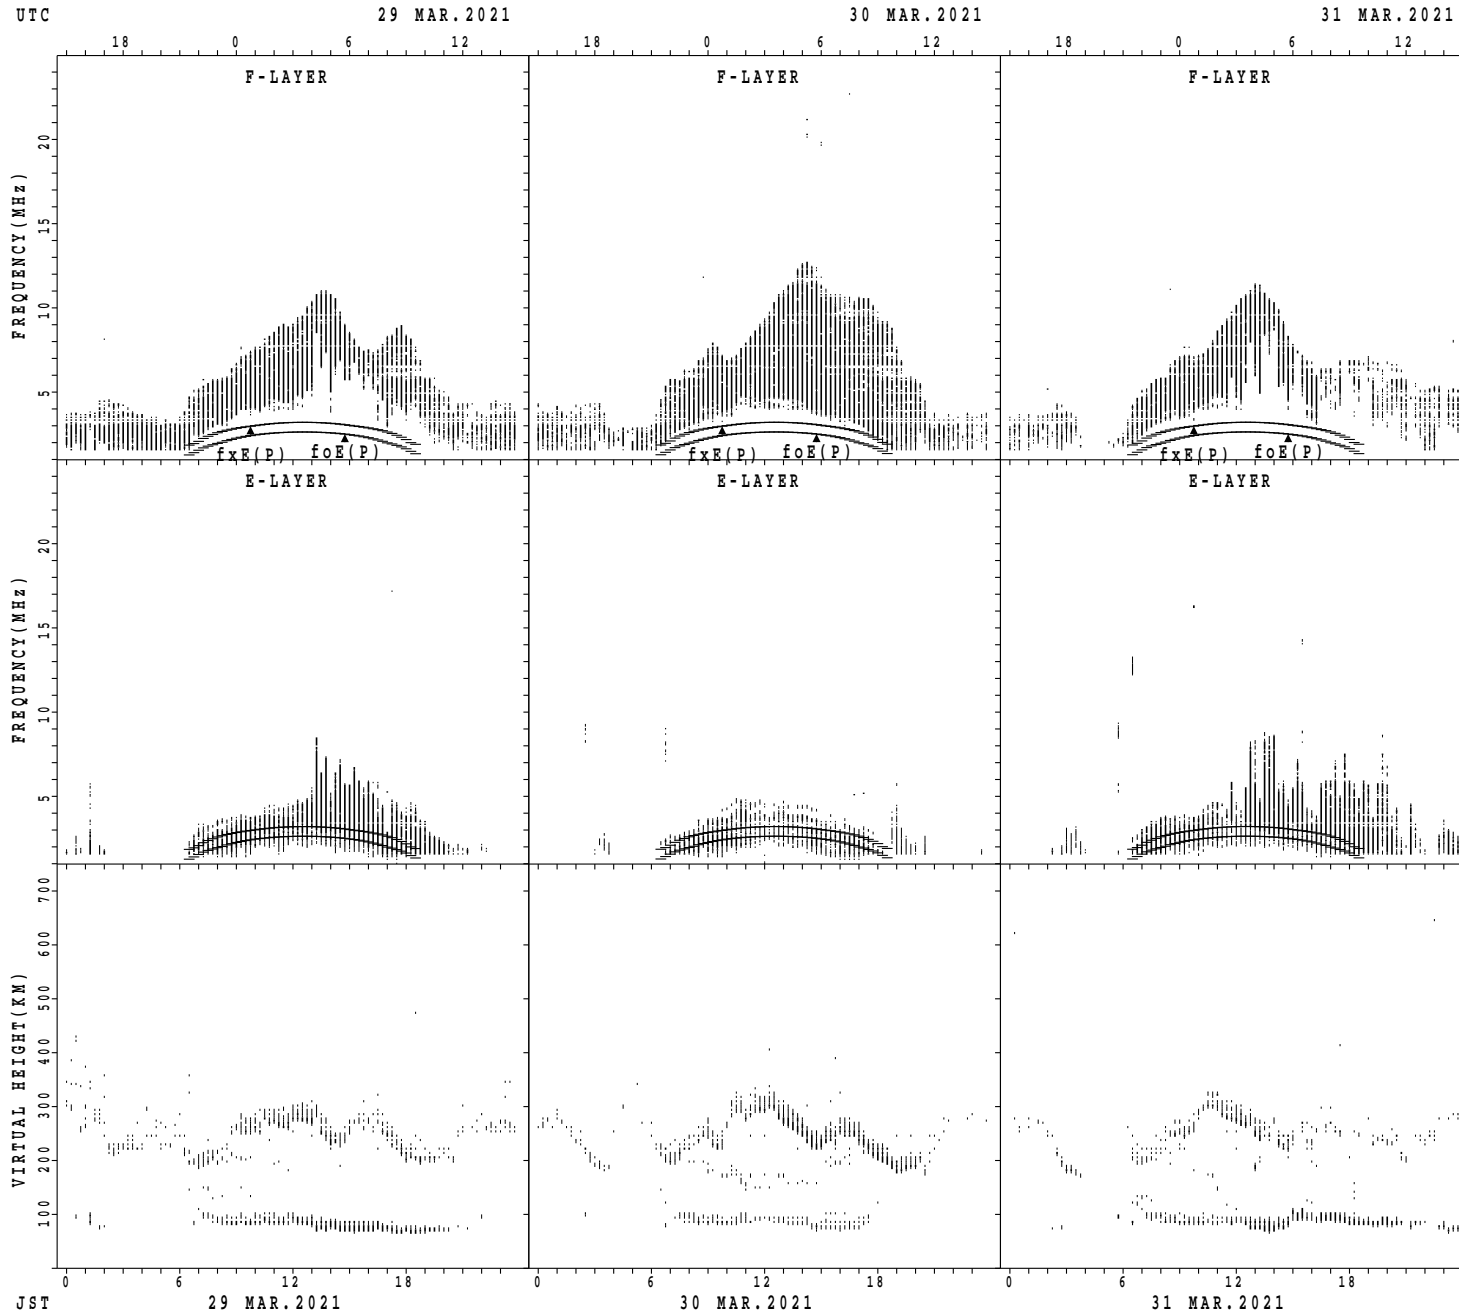 UTC 29 MAR.2021 30 MAR.2021 31 MAR.2021
18 0 6 12 18 0 6 12 18 0 6 12
F-LAYER F-LAYER F-LAYER
FREQUENCY(MHz)
20
15
10
5
fxE(P) foE(P) fxE(P) foE(P) fxE(P) foE(P)
E-LAYER E-LAYER E-LAYER
FREQUENCY(MHz)
20
15
10
5
VIRTUAL HEIGHT(KM)
700
600
500
400
300
200
100
0 6 12 18 0 6 12 18 0 6 12 18
JST 29 MAR.2021 30 MAR.2021 31 MAR.2021